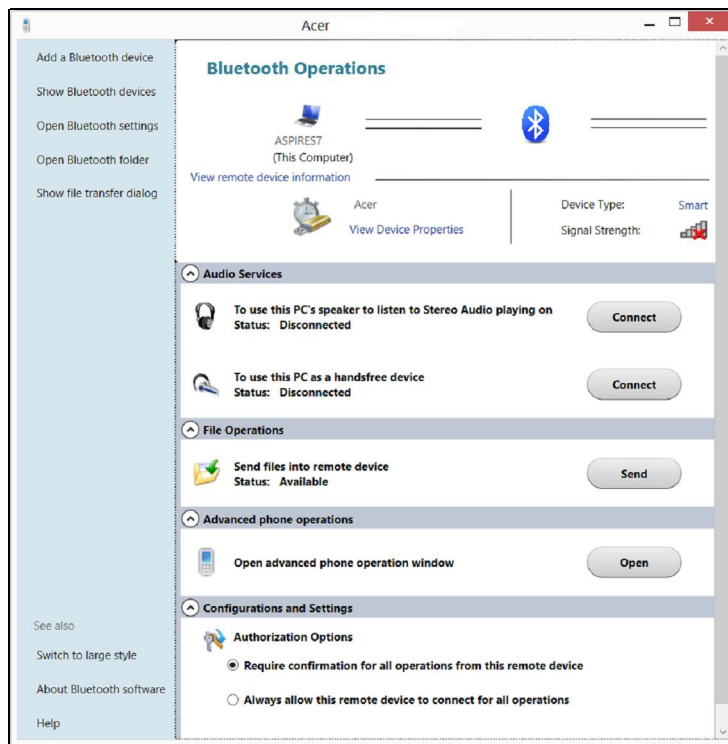 Acer
Add a Bluetooth device
Show Bluetooth devices
Open Bluetooth settings
Open Bluetooth folder
Show file transfer dialog
Bluetooth Operations
ASPIRES7
(This Computer)
View remote device information
Acer
View Device Properties
Device Type: Smart
Signal Strength:
Audio Services
To use this PC's speaker to listen to Stereo Audio playing on
Status: Disconnected
Connect
To use this PC as a handsfree device
Status: Disconnected
Connect
File Operations
Send files into remote device
Status: Available
Send
Advanced phone operations
Open advanced phone operation window
Open
Configurations and Settings
Authorization Options
Require confirmation for all operations from this remote device
Always allow this remote device to connect for all operations
See also
Switch to large style
About Bluetooth software
Help